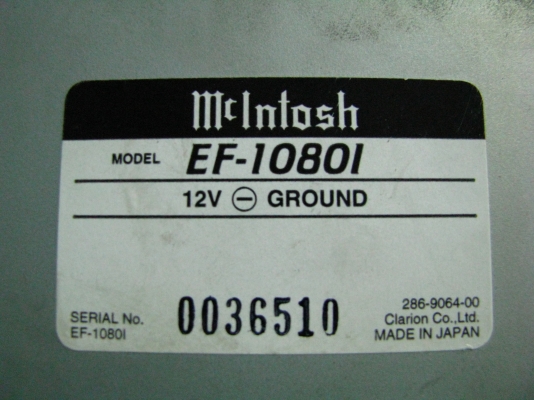 McIntosh
MODEL EF-1080I
12V ⊖ GROUND
SERIAL No. EF-1080I 0036510
286-9064-00
Clarion Co.,Ltd.
MADE IN JAPAN